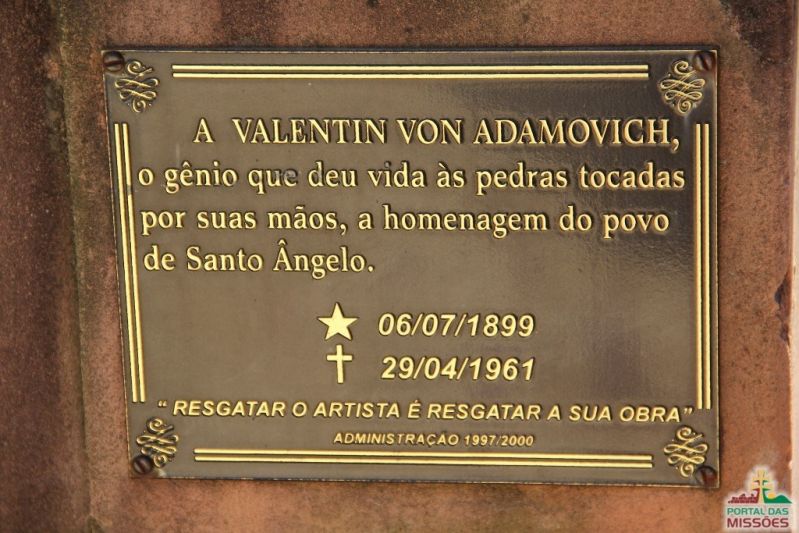 A VALENTIN VON ADAMOVICH,
o gênio que deu vida às pedras tocadas
por suas mãos, a homenagem do povo
de Santo Ângelo.
06/07/1899
29/04/1961
“ RESGATAR O ARTISTA É RESGATAR A SUA OBRA”
ADMINISTRAÇÃO 1997/2000
PORTAL DAS
MISSÕES